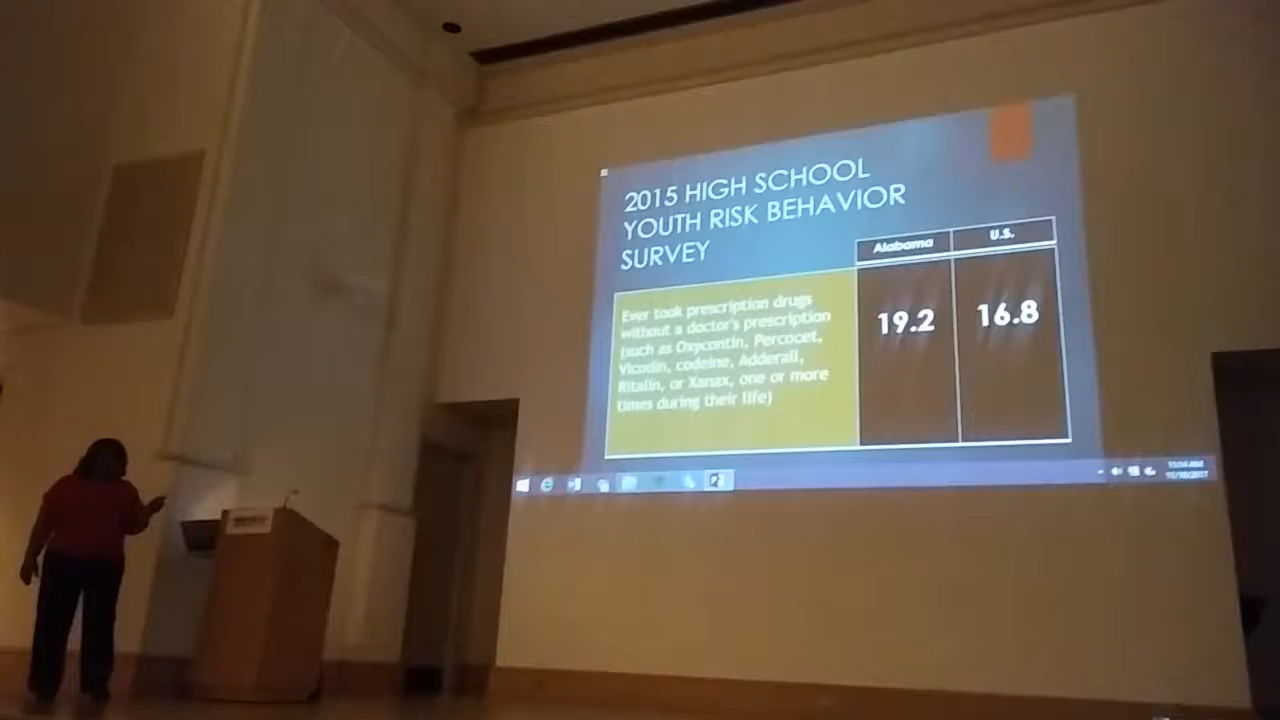 2015 HIGH SCHOOL
YOUTH RISK BEHAVIOR
SURVEY
Alabama U.S.
Ever took prescription drugs
without a doctor's prescription
(such as Oxycontin, Percocet,
Vicodin, codeine, Adderall,
Ritalin, or Xanax, one or more
times during their life)
19.2 16.8